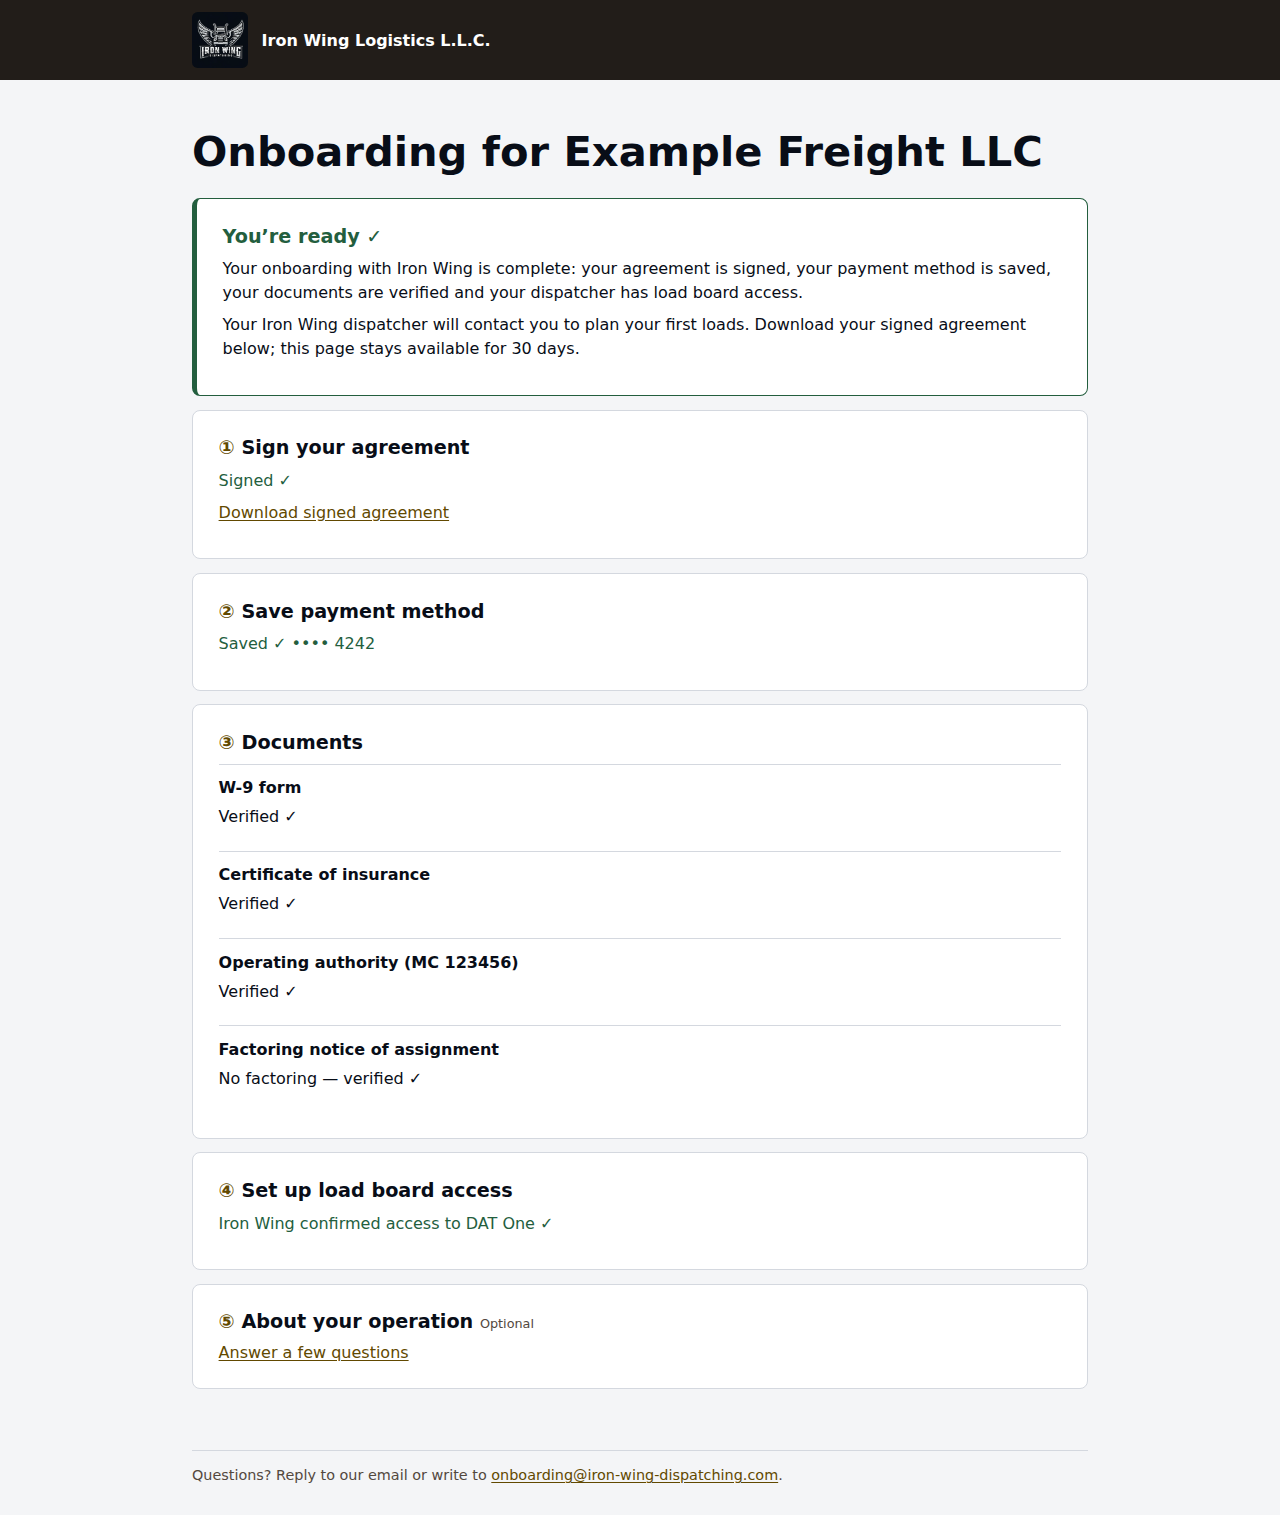 IRON WING
Iron Wing Logistics L.L.C.
Onboarding for Example Freight LLC
You’re ready ✓
Your onboarding with Iron Wing is complete: your agreement is signed, your payment method is saved,
your documents are verified and your dispatcher has load board access.
Your Iron Wing dispatcher will contact you to plan your first loads. Download your signed agreement
below; this page stays available for 30 days.
① Sign your agreement
Signed ✓
Download signed agreement
② Save payment method
Saved ✓ •••• 4242
③ Documents
W-9 form
Verified ✓
Certificate of insurance
Verified ✓
Operating authority (MC 123456)
Verified ✓
Factoring notice of assignment
No factoring — verified ✓
④ Set up load board access
Iron Wing confirmed access to DAT One ✓
⑤ About your operation Optional
Answer a few questions
Questions? Reply to our email or write to onboarding@iron-wing-dispatching.com.